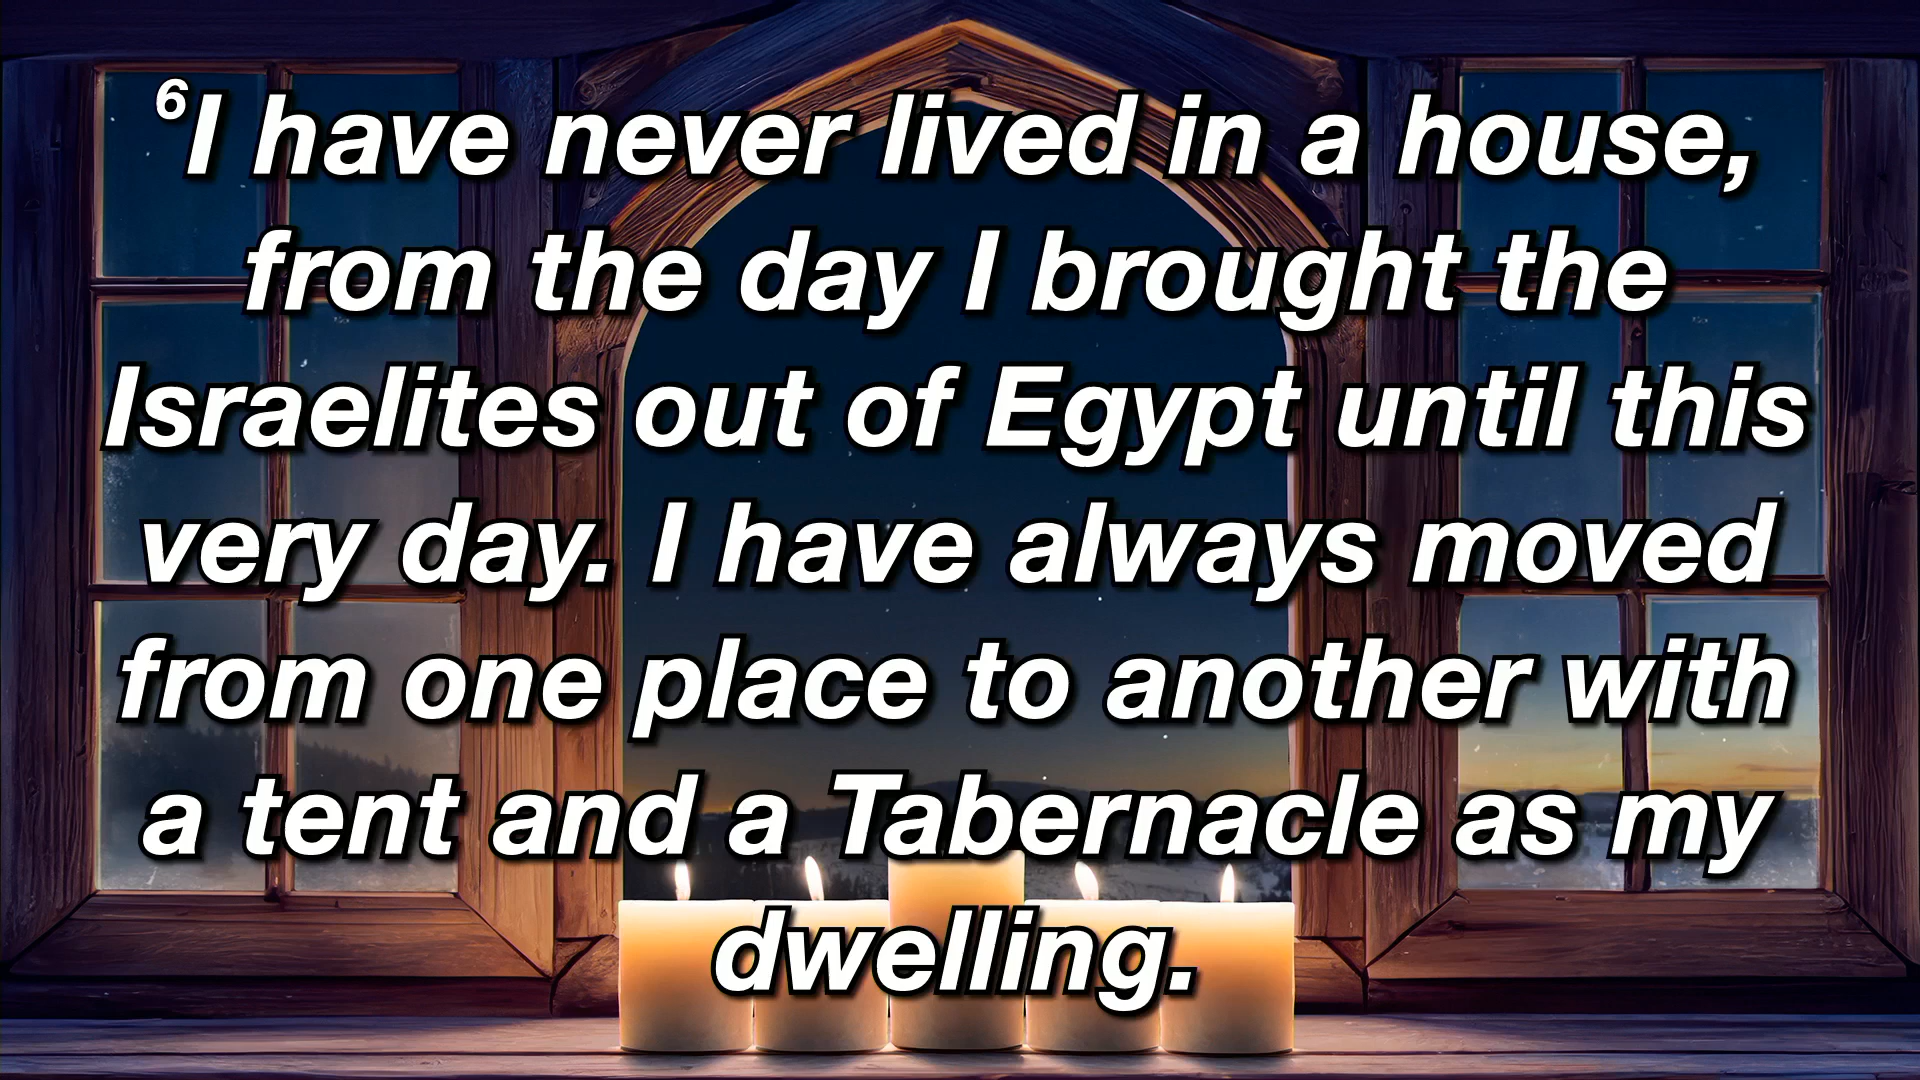 ⁶I have never lived in a house,
from the day I brought the
Israelites out of Egypt until this
very day. I have always moved
from one place to another with
a tent and a Tabernacle as my
dwelling.